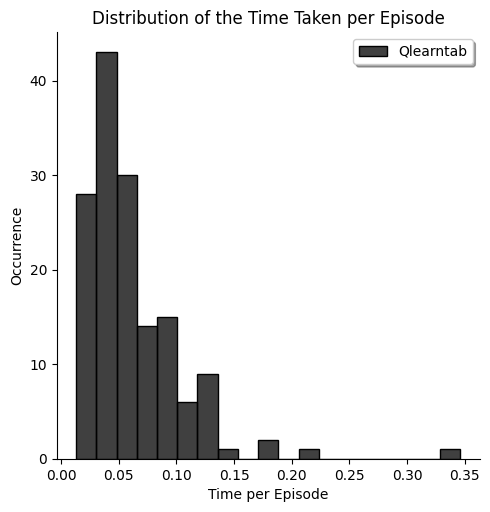 Distribution of the Time Taken per Episode
Qlearntab
Occurrence
40
30
20
10
0
0.00 0.05 0.10 0.15 0.20 0.25 0.30 0.35
Time per Episode